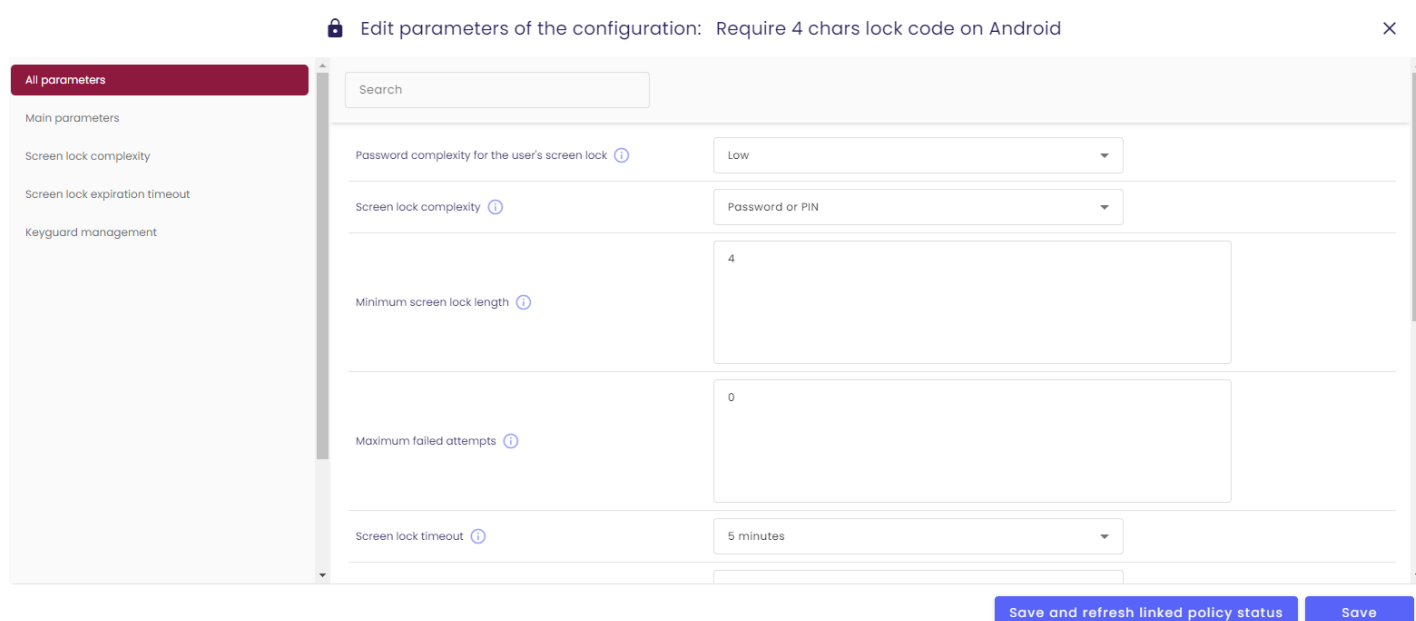 Edit parameters of the configuration: Require 4 chars lock code on Android
All parameters
Main parameters
Screen lock complexity
Screen lock expiration timeout
Keyguard management
Search
Password complexity for the user's screen lock
Low
Screen lock complexity
Password or PIN
Minimum screen lock length
4
Maximum failed attempts
0
Screen lock timeout
5 minutes
Save and refresh linked policy status
Save